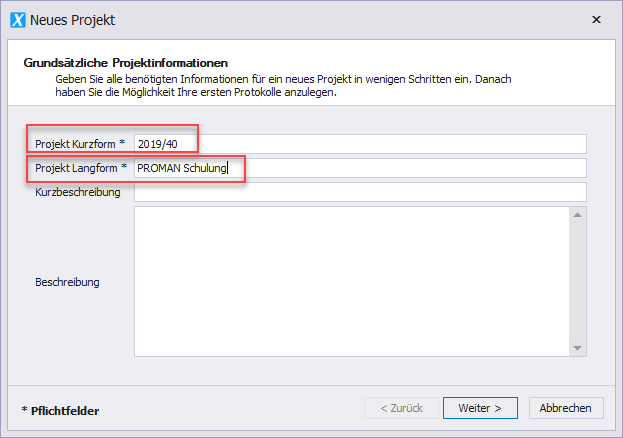 X Neues Projekt
Grundsätzliche Projektinformationen
Geben Sie alle benötigten Informationen für ein neues Projekt in wenigen Schritten ein. Danach
haben Sie die Möglichkeit Ihre ersten Protokolle anzulegen.
Projekt Kurzform * 2019/40
Projekt Langform * PROMAN Schulung
Kurzbeschreibung
Beschreibung
* Pflichtfelder
< Zurück Weiter > Abbrechen